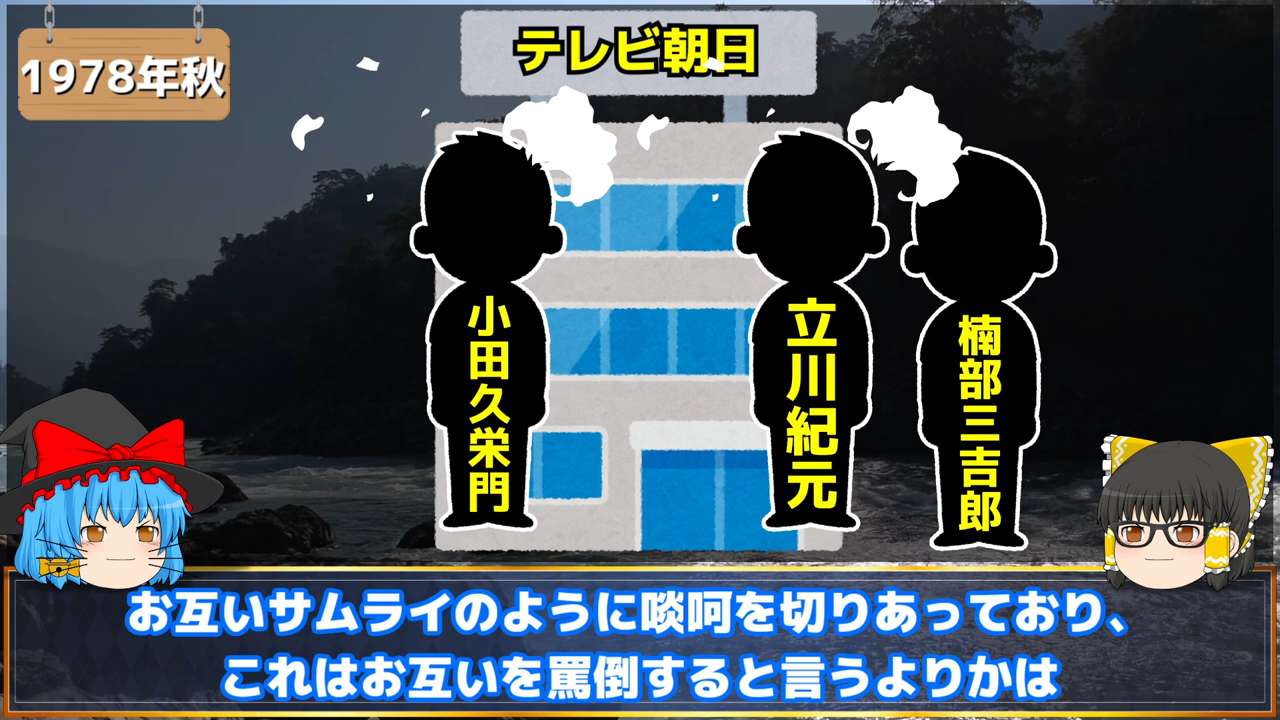 1978年秋
テレビ朝日
小田久栄門
立川紀元
楠部三吉郎
お互いサムライのように啖呵を切りあっており、
これはお互いを罵倒すると言うよりかは